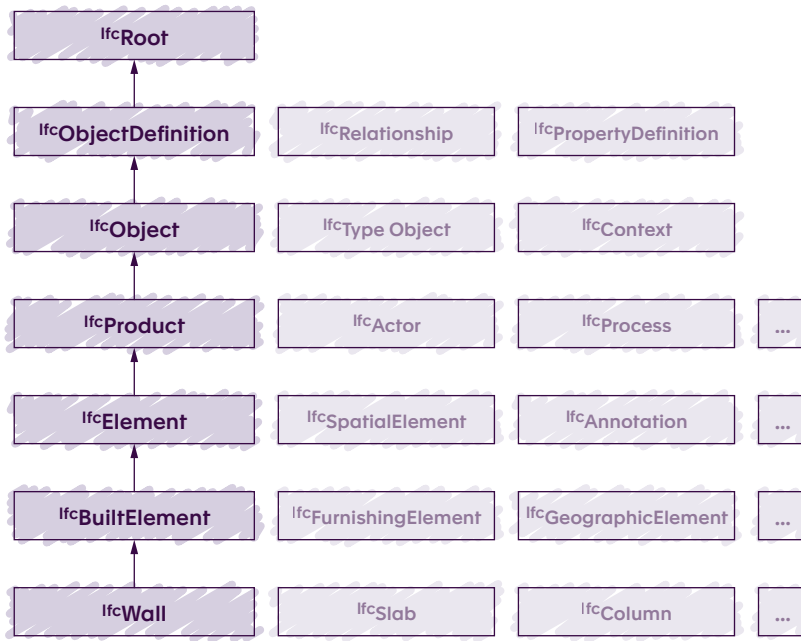 IfcRoot
IfcObjectDefinition IfcRelationship IfcPropertyDefinition
IfcObject IfcType Object IfcContext
IfcProduct IfcActor IfcProcess ...
IfcElement IfcSpatialElement IfcAnnotation ...
IfcBuiltElement IfcFurnishingElement IfcGeographicElement ...
IfcWall IfcSlab IfcColumn ...